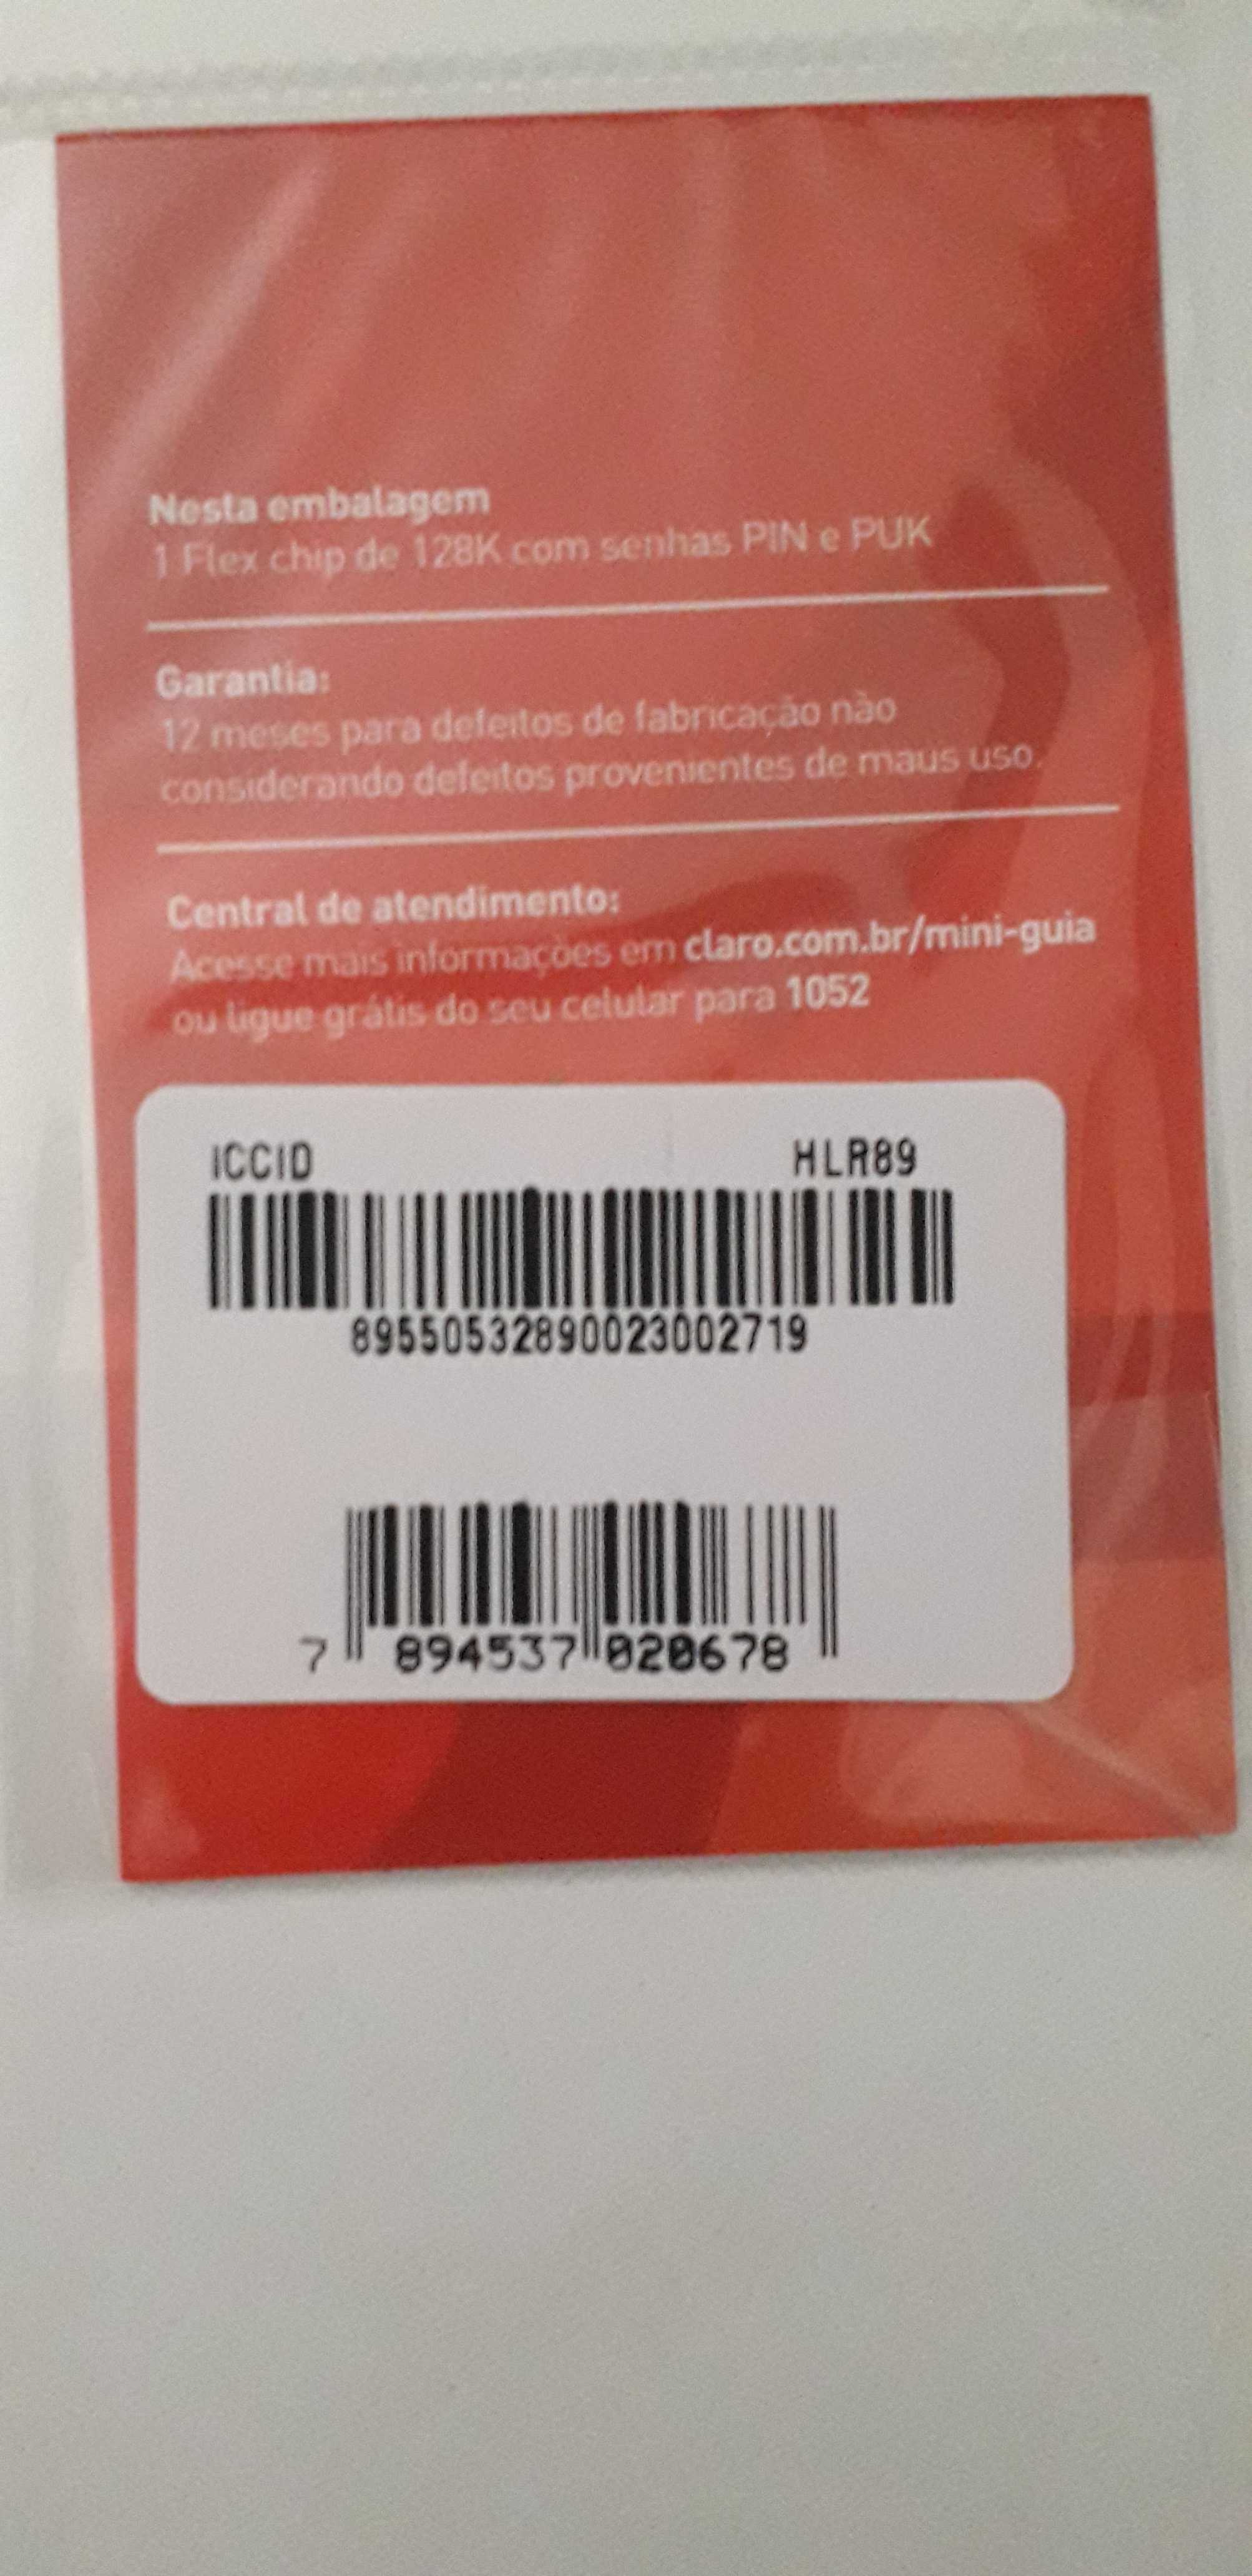 Nesta embalagem
1 Flex chip de 128K com senhas PIN e PUK
Garantia:
12 meses para defeitos de fabricação não
considerando defeitos provenientes de maus uso.
Central de atendimento:
Acesse mais informações em claro.com.br/mini-guia
ou ligue grátis do seu celular para 1052
ICCID HLR89
89550532890023002719
7 894537 020678